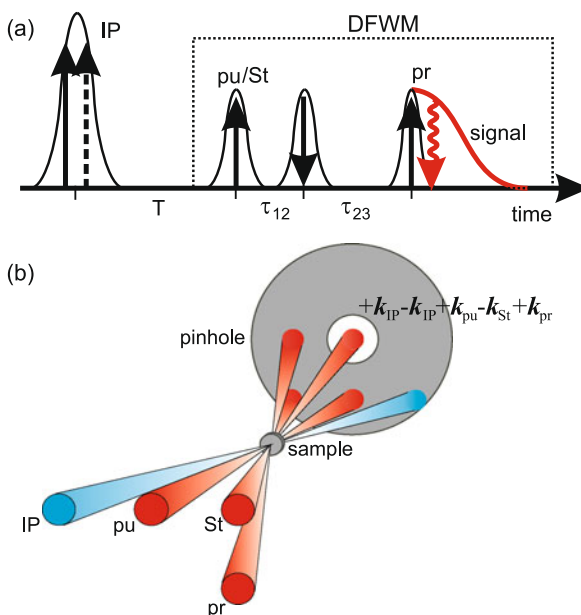 (a)
IP
DFWM
pu/St
pr
signal
T
τ12
τ23
time
(b)
+kIP-kIP+kpu-kSt+kpr
pinhole
sample
IP
pu
St
pr